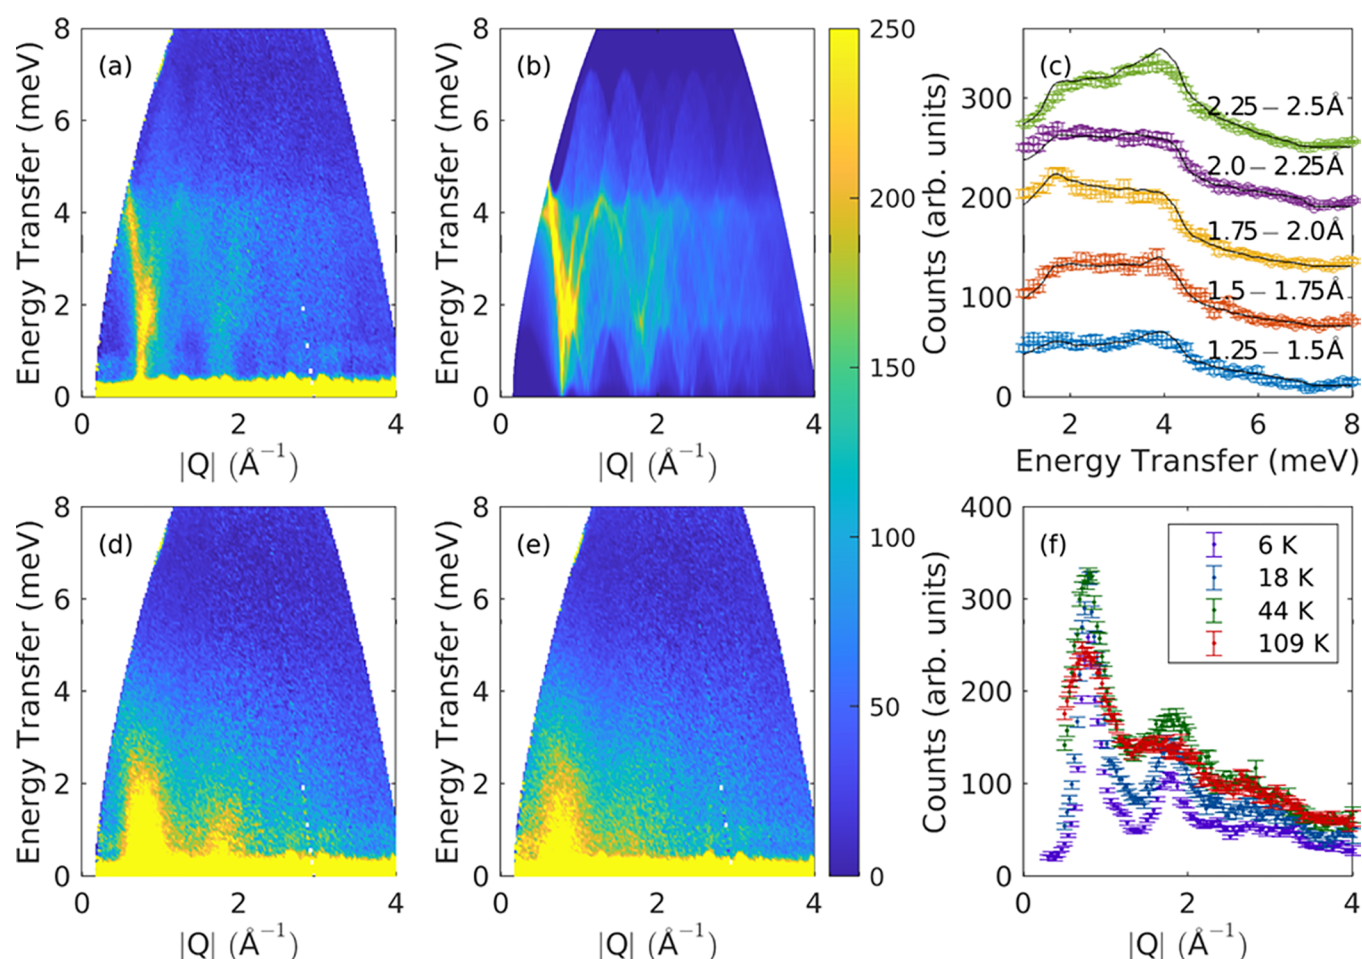 8
6
4
2
0
Energy Transfer (meV)
(a)
0
2
4
|Q| (Å⁻¹)
8
6
4
2
0
Energy Transfer (meV)
(b)
0
2
4
|Q| (Å⁻¹)
250
200
150
100
50
0
Counts (arb. units)
Counts (arb. units)
300
200
100
0
(c)
2.25 – 2.5Å
2.0 – 2.25Å
1.75 – 2.0Å
1.5 – 1.75Å
1.25 – 1.5Å
2
4
6
8
Energy Transfer (meV)
8
6
4
2
0
Energy Transfer (meV)
(d)
0
2
4
|Q| (Å⁻¹)
8
6
4
2
0
Energy Transfer (meV)
(e)
0
2
4
|Q| (Å⁻¹)
400
300
200
100
0
(f)
6 K
18 K
44 K
109 K
0
2
4
|Q| (Å⁻¹)